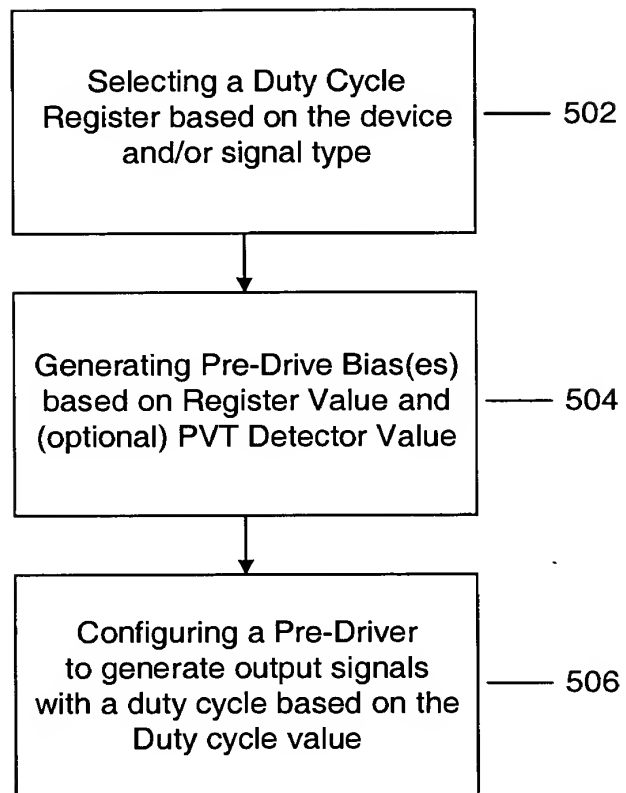 Selecting a Duty Cycle
Register based on the device
and/or signal type
502
Generating Pre-Drive Bias(es)
based on Register Value and
(optional) PVT Detector Value
504
Configuring a Pre-Driver
to generate output signals
with a duty cycle based on the
Duty cycle value
506